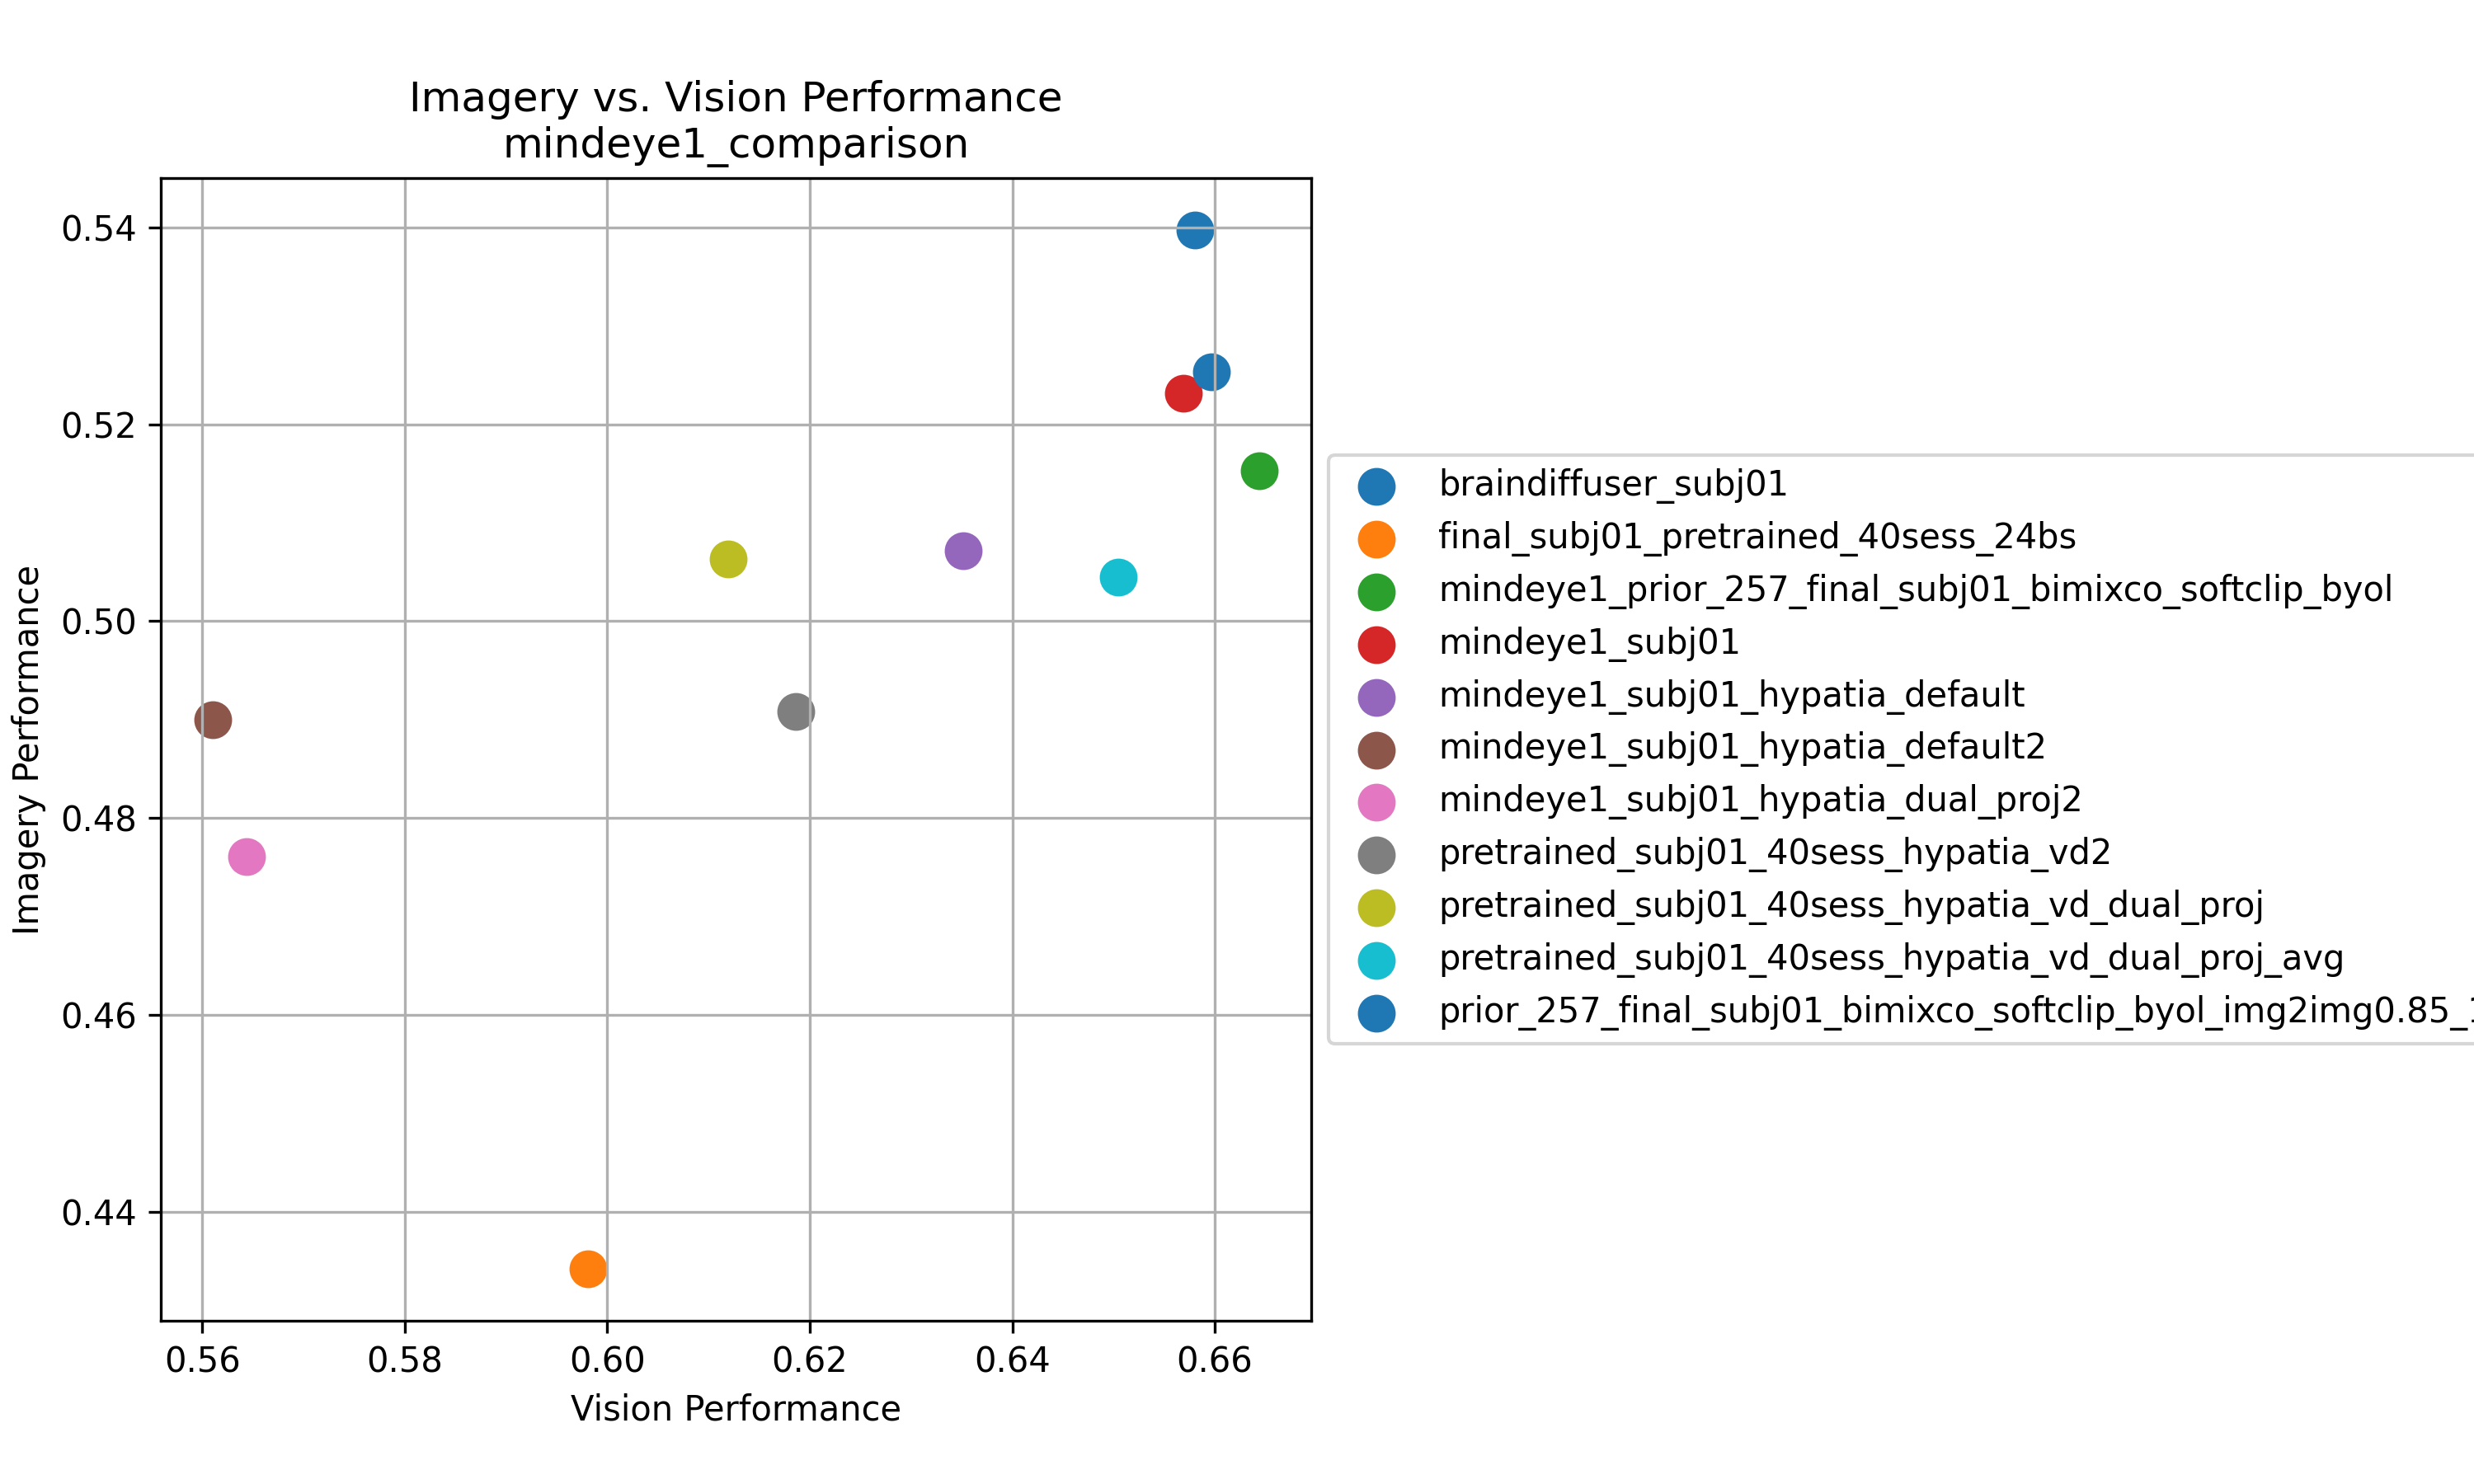 Imagery vs. Vision Performance
mindeye1_comparison
0.54
0.52
0.50
0.48
0.46
0.44
Imagery Performance
0.56 0.58 0.60 0.62 0.64 0.66
Vision Performance
braindiffuser_subj01
final_subj01_pretrained_40sess_24bs
mindeye1_prior_257_final_subj01_bimixco_softclip_byol
mindeye1_subj01
mindeye1_subj01_hypatia_default
mindeye1_subj01_hypatia_default2
mindeye1_subj01_hypatia_dual_proj2
pretrained_subj01_40sess_hypatia_vd2
pretrained_subj01_40sess_hypatia_vd_dual_proj
pretrained_subj01_40sess_hypatia_vd_dual_proj_avg
prior_257_final_subj01_bimixco_softclip_byol_img2img0.85_